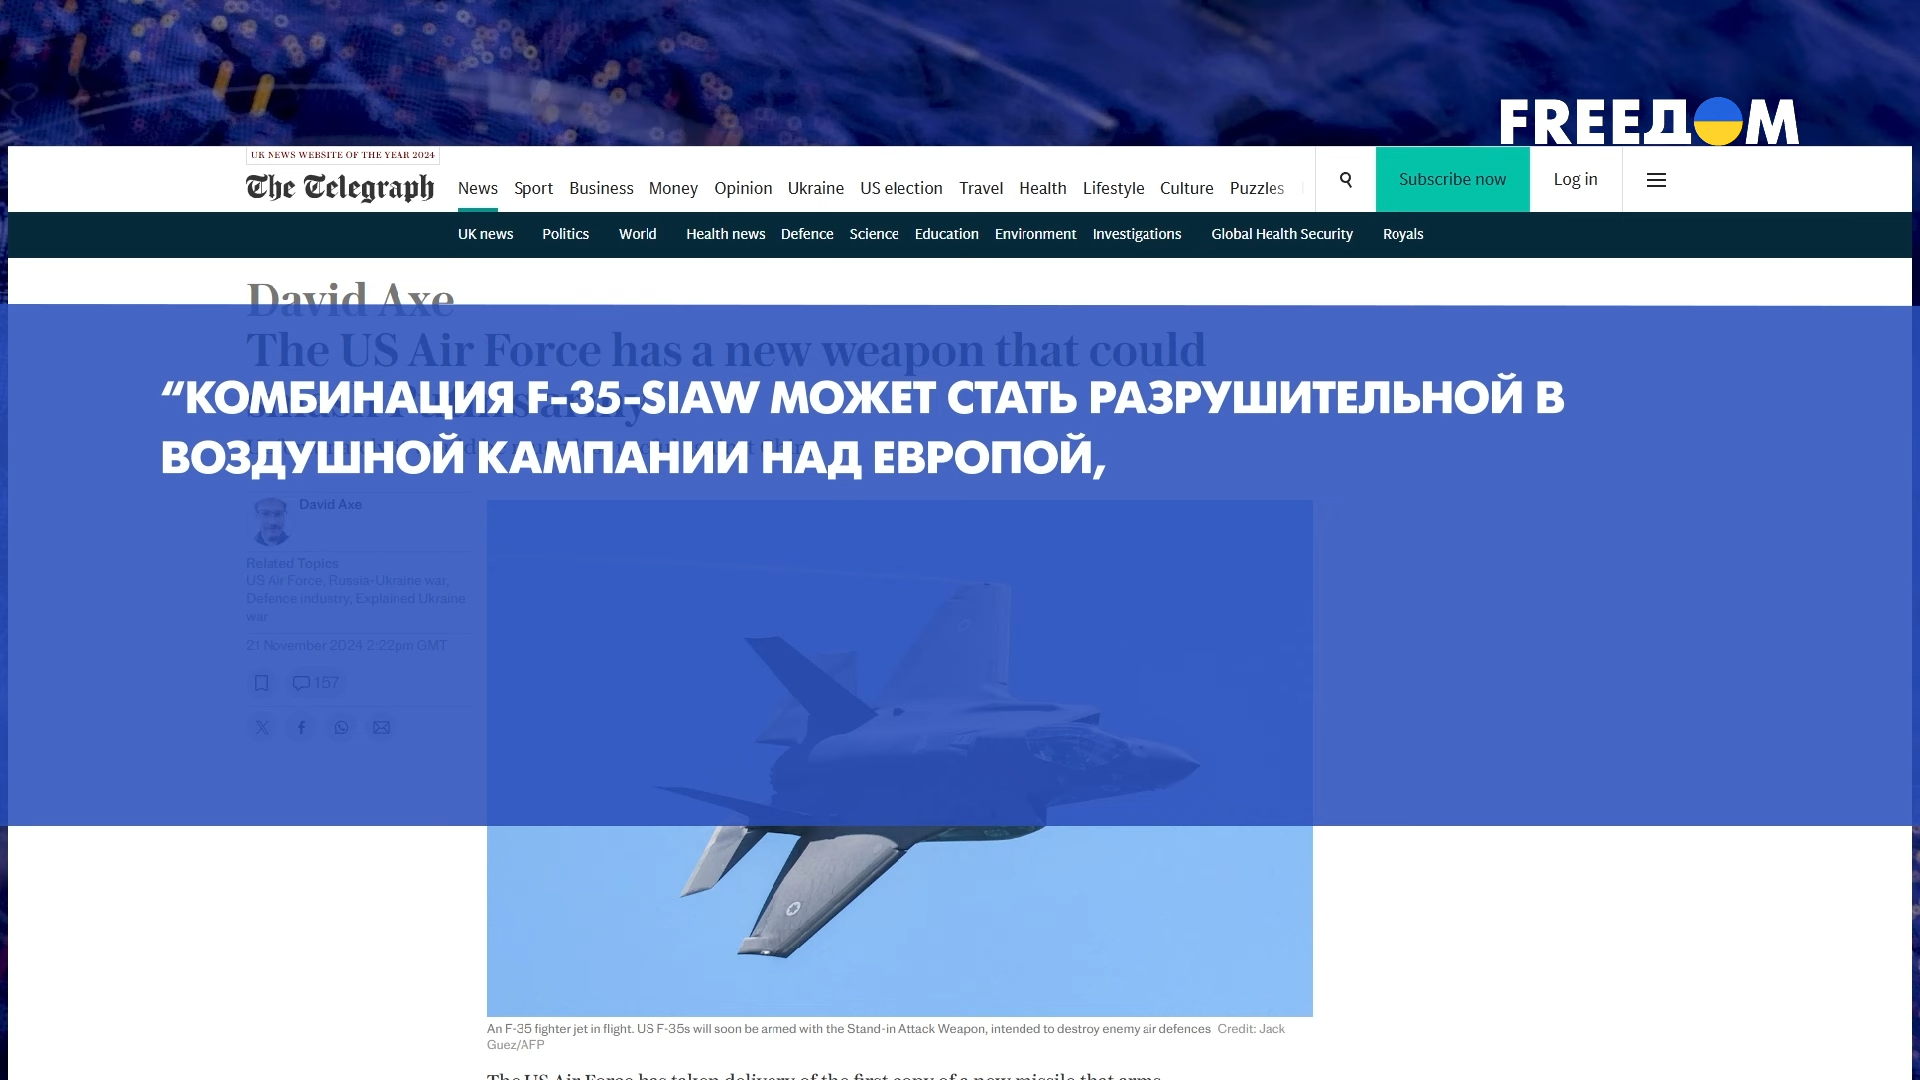 FREEДOM
UK NEWS WEBSITE OF THE YEAR 2024
The Telegraph
News Sport Business Money Opinion Ukraine US election Travel Health Lifestyle Culture Puzzles
Subscribe now Log in
UK news Politics World Health news Defence Science Education Environment Investigations Global Health Security Royals
David Axe
The US Air Force has a new weapon that could
smash Putin's army
“КОМБИНАЦИЯ F-35-SIAW МОЖЕТ СТАТЬ РАЗРУШИТЕЛЬНОЙ В
ВОЗДУШНОЙ КАМПАНИИ НАД ЕВРОПОЙ,
David Axe
Related Topics
US Air Force, Russia-Ukraine war,
Defence industry, Explained Ukraine
war
21 November 2024 2:22pm GMT
157
An F-35 fighter jet in flight. US F-35s will soon be armed with the Stand-in Attack Weapon, intended to destroy enemy air defences Credit: Jack
Guez/AFP
The US Air Force has taken delivery of the first copy of a new missile that arms